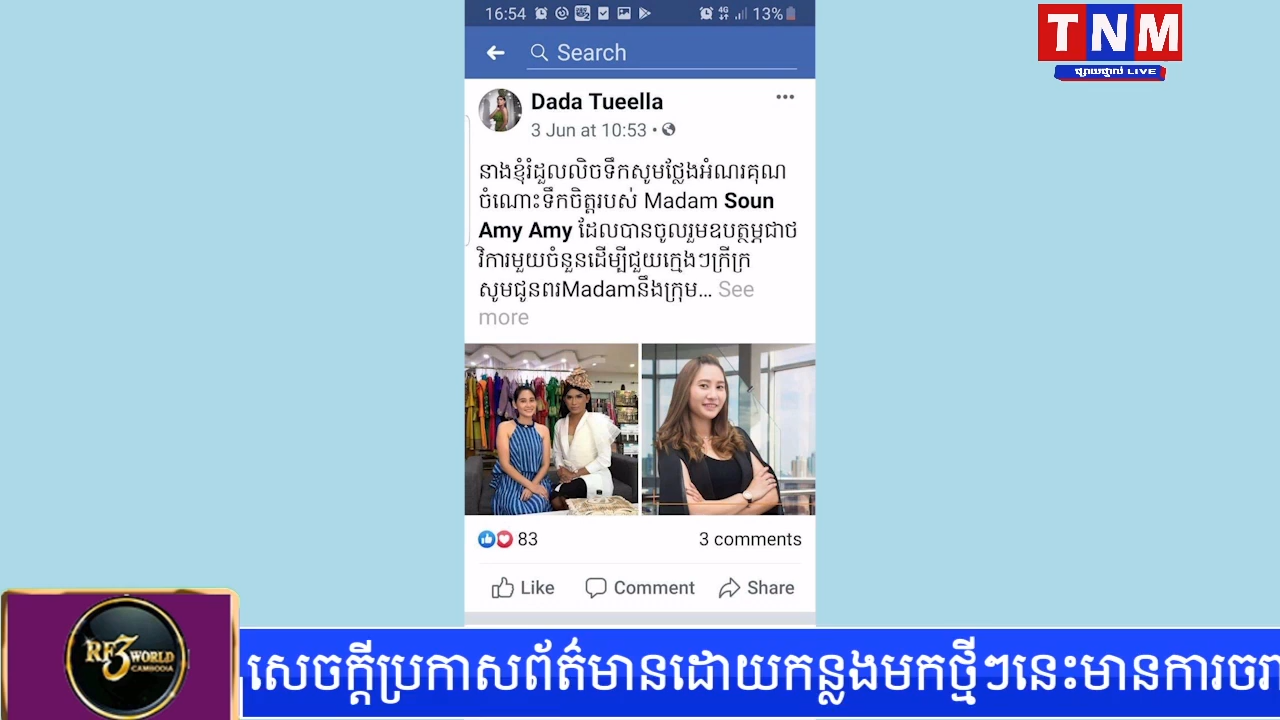 16:54
4G
13%
Search
TNM
ផ្សាយផ្ទាល់ LIVE
Dada Tueella
3 Jun at 10:53
នាងខ្ញុំរំដួលលិចទឹកសូមថ្លែងអំណរគុណ
ចំណោះទឹកចិត្តរបស់ Madam Soun
Amy Amy ដែលបានចូលរួមឧបត្ថម្ភជាថ
វិការមួយចំនួនដើម្បីជួយក្មេងៗក្រីក្រ
សូមជូនពរMadamនឹងក្រុម... See
more
83
3 comments
Like
Comment
Share
RF3 WORLD
CAMBODIA
សេចក្តីប្រកាសព័ត៌មានដោយកន្លងមកថ្មីៗនេះមានការចរា